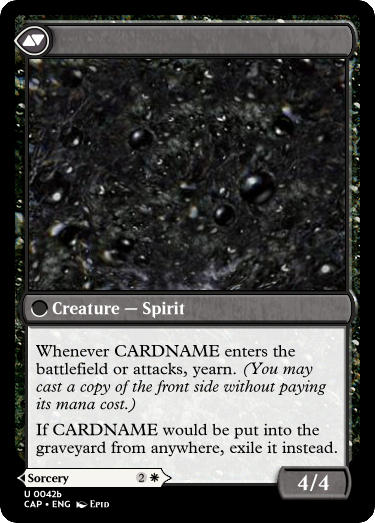 Creature — Spirit
Whenever CARDNAME enters the
battlefield or attacks, yearn. (You may
cast a copy of the front side without paying
its mana cost.)
If CARDNAME would be put into the
graveyard from anywhere, exile it instead.
Sorcery 2
4/4
U 0042b
CAP • ENG EPID